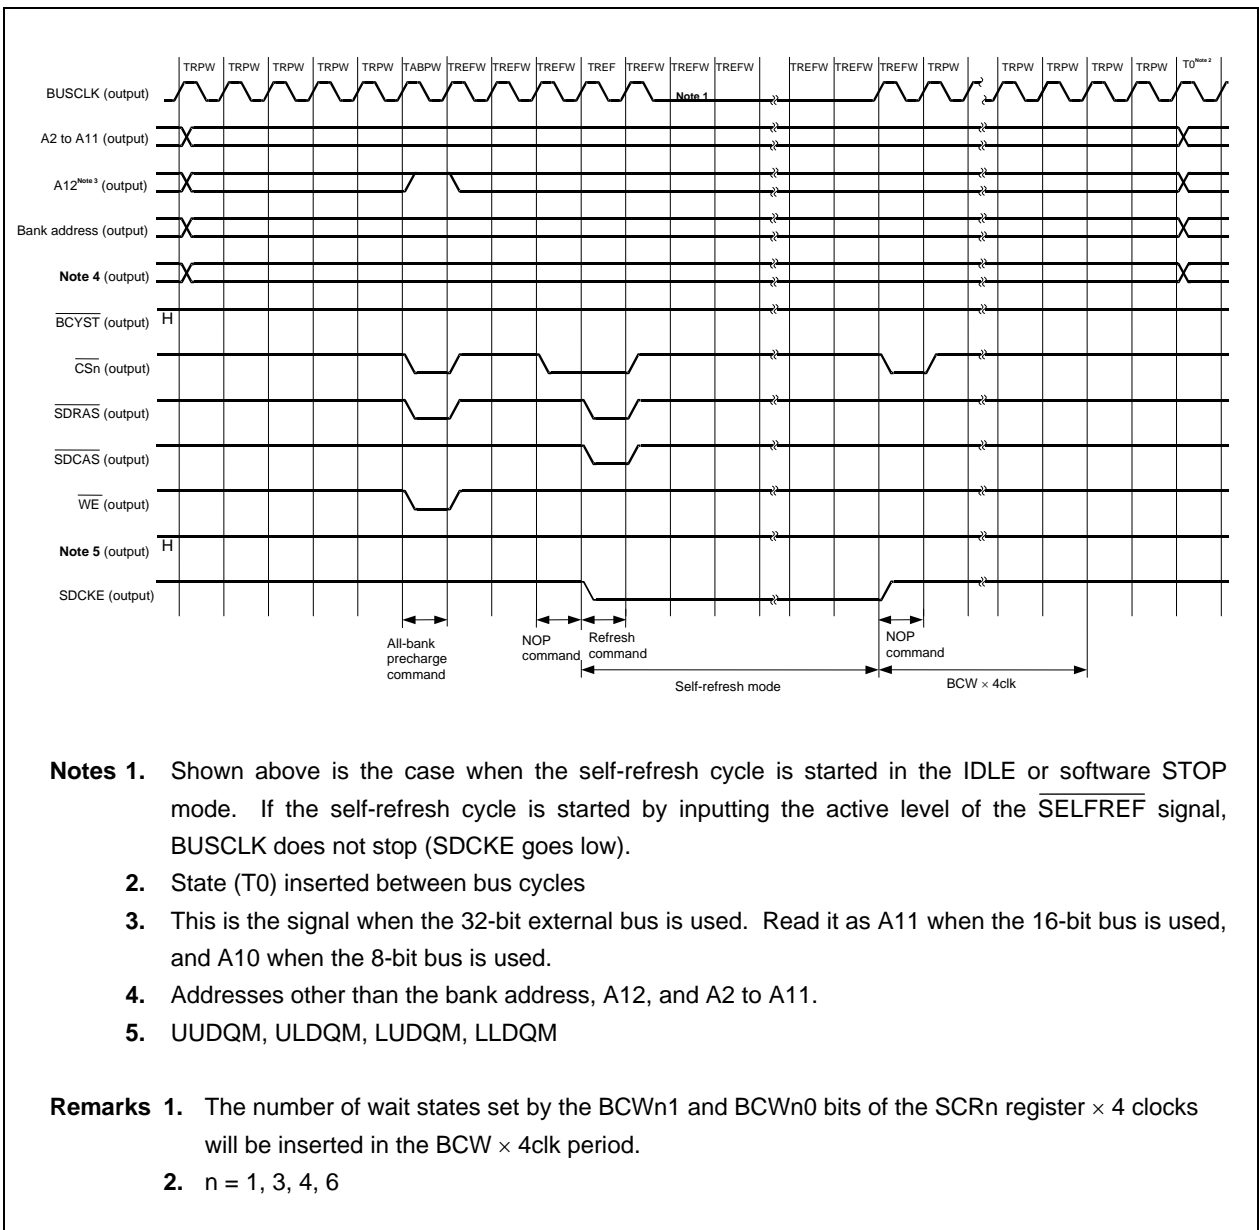 TRPW TRPW TRPW TRPW TRPW TABPW TREFW TREFW TREFW TREF TREFW TREFW TREFW TREFW TREFW TREFW TRPW TRPW TRPW TRPW TRPW T0 Note 2
BUSCLK (output) Note 1
A2 to A11 (output)
A12 Note 3 (output)
Bank address (output)
Note 4 (output)
BCYST (output) H
CSn (output)
SDRAS (output)
SDCAS (output)
WE (output)
Note 5 (output) H
SDCKE (output)
All-bank precharge command
NOP command
Refresh command
NOP command
Self-refresh mode
BCW × 4clk
Notes 1. Shown above is the case when the self-refresh cycle is started in the IDLE or software STOP
mode. If the self-refresh cycle is started by inputting the active level of the SELFREF signal,
BUSCLK does not stop (SDCKE goes low).
2. State (T0) inserted between bus cycles
3. This is the signal when the 32-bit external bus is used. Read it as A11 when the 16-bit bus is used,
and A10 when the 8-bit bus is used.
4. Addresses other than the bank address, A12, and A2 to A11.
5. UUDQM, ULDQM, LUDQM, LLDQM
Remarks 1. The number of wait states set by the BCWn1 and BCWn0 bits of the SCRn register × 4 clocks
will be inserted in the BCW × 4clk period.
2. n = 1, 3, 4, 6